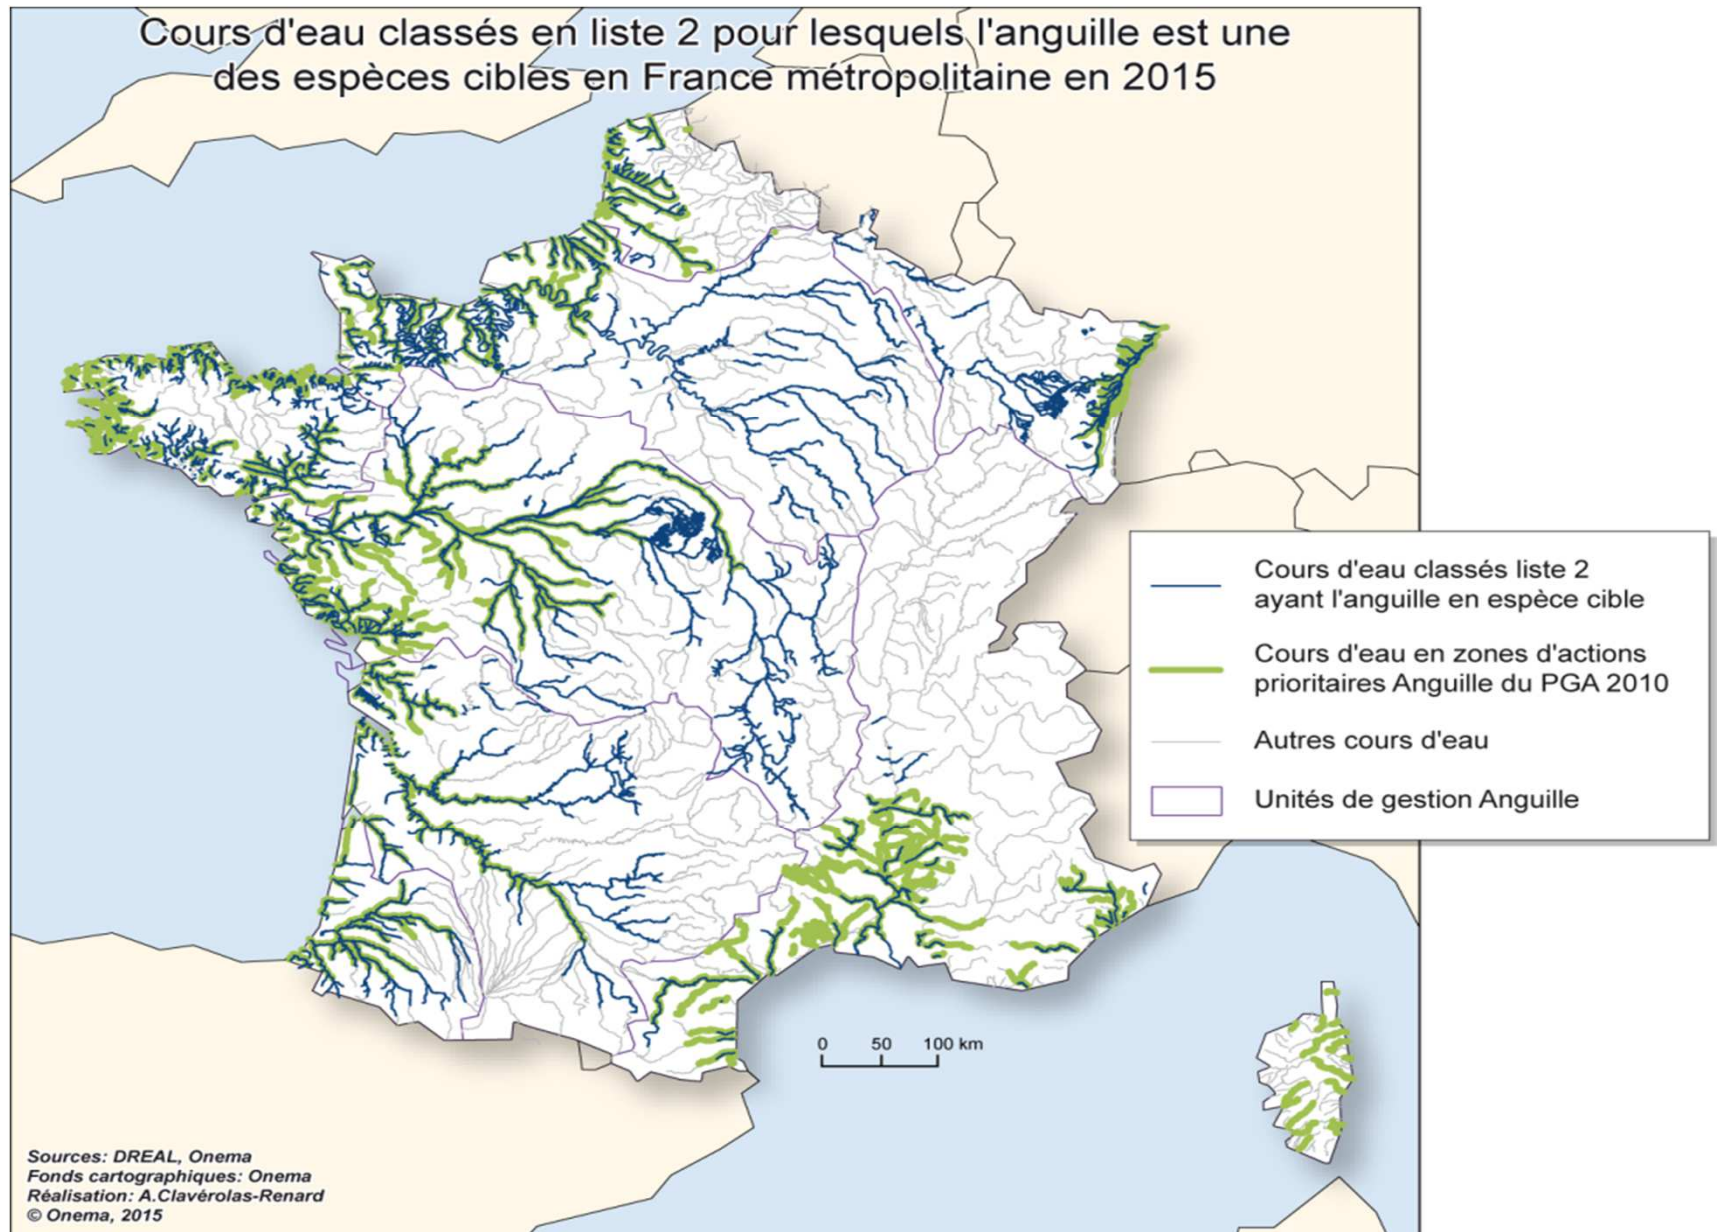 Cours d'eau classés en liste 2 pour lesquels l'anguille est une
des espèces cibles en France métropolitaine en 2015
Cours d'eau classés liste 2
ayant l'anguille en espèce cible
Cours d'eau en zones d'actions
prioritaires Anguille du PGA 2010
Autres cours d'eau
Unités de gestion Anguille
0 50 100 km
Sources: DREAL, Onema
Fonds cartographiques: Onema
Réalisation: A.Clavérolas-Renard
© Onema, 2015